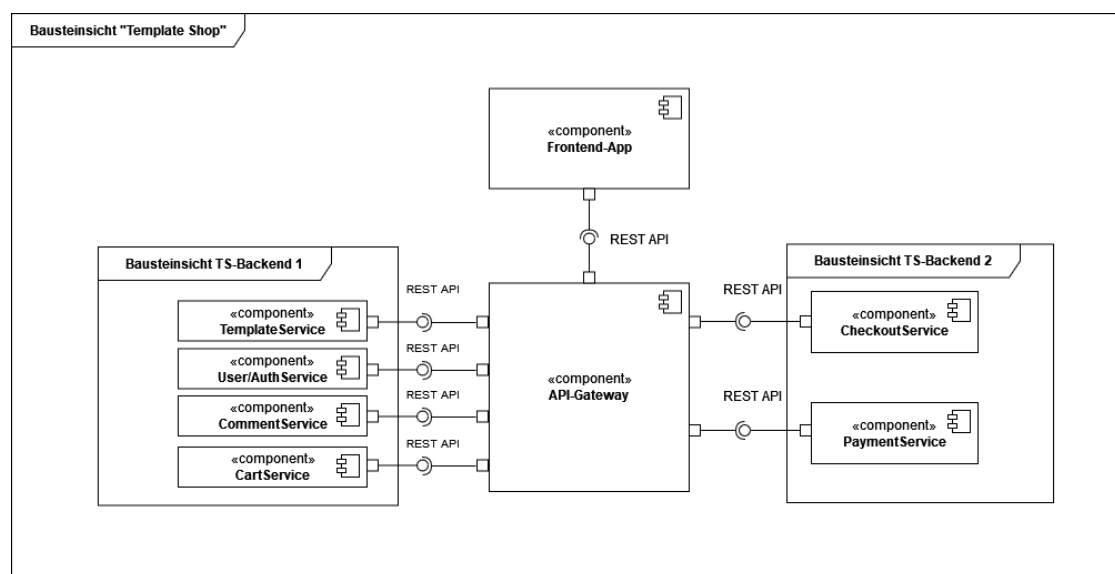 Bausteinsicht "Template Shop"
«component»
Frontend-App
REST API
Bausteinsicht TS-Backend 1
«component»
TemplateService
REST API
«component»
User/AuthService
REST API
«component»
CommentService
REST API
«component»
CartService
REST API
«component»
API-Gateway
Bausteinsicht TS-Backend 2
REST API
«component»
CheckoutService
REST API
«component»
PaymentService